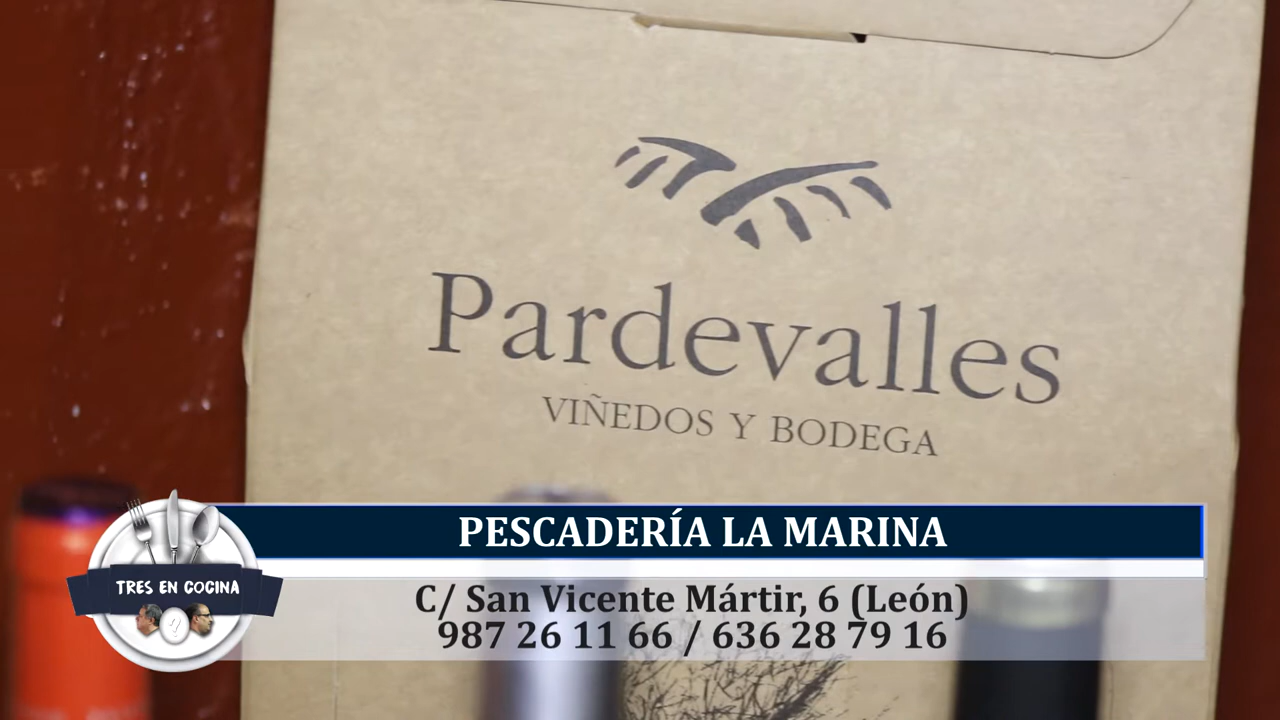 Pardevalles
VIÑEDOS Y BODEGA
PESCADERÍA LA MARINA
TRES EN COCINA
?
C/ San Vicente Mártir, 6 (León)
987 26 11 66 / 636 28 79 16